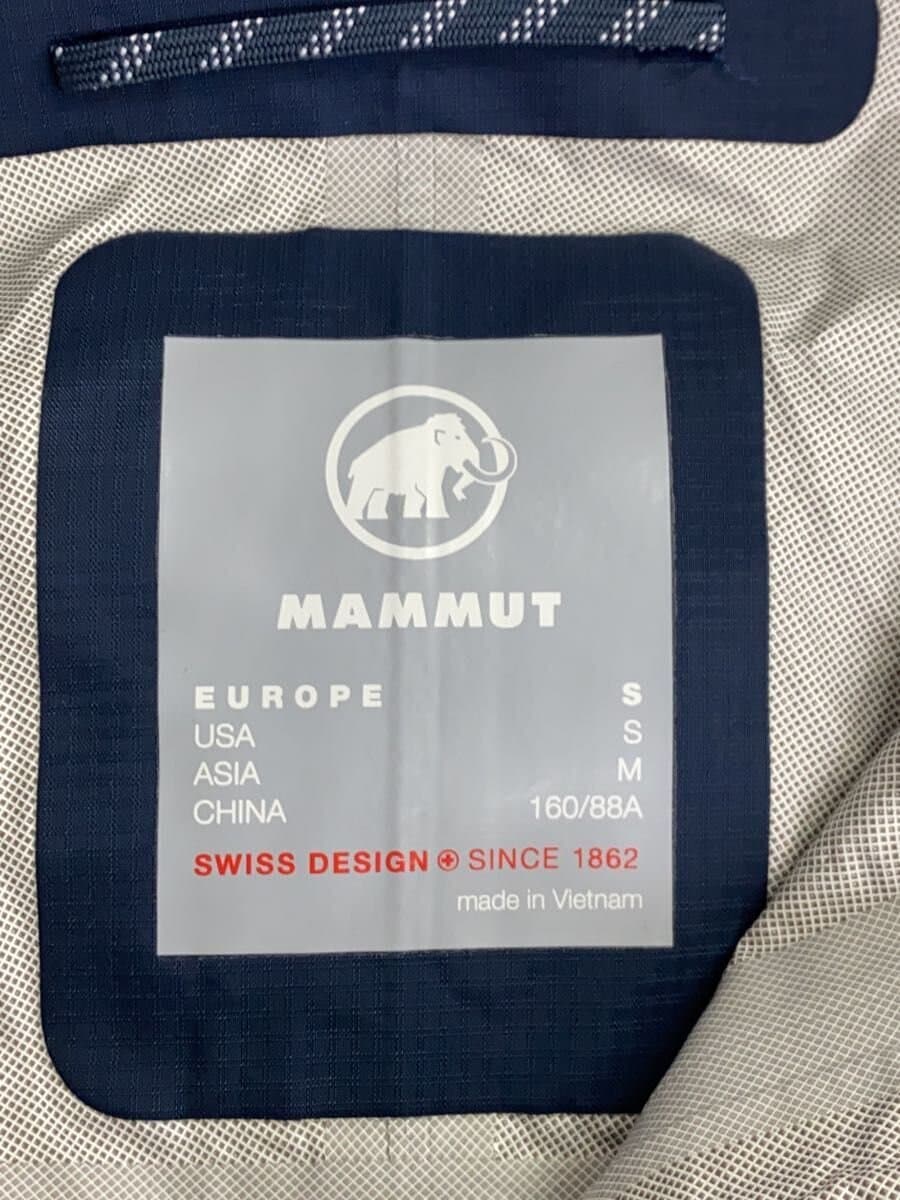 MAMMUT
EUROPE S
USA S
ASIA M
CHINA 160/88A
SWISS DESIGN SINCE 1862
made in Vietnam